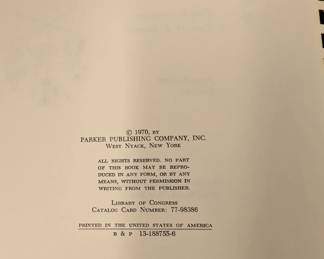 © 1970, BY
PARKER PUBLISHING COMPANY, INC.
WEST NYACK, NEW YORK
ALL RIGHTS RESERVED. NO PART
OF THIS BOOK MAY BE REPRO-
DUCED IN ANY FORM, OR BY ANY
MEANS, WITHOUT PERMISSION IN
WRITING FROM THE PUBLISHER.
LIBRARY OF CONGRESS
CATALOG CARD NUMBER: 77-98386
PRINTED IN THE UNITED STATES OF AMERICA
B & P 13-188755-6